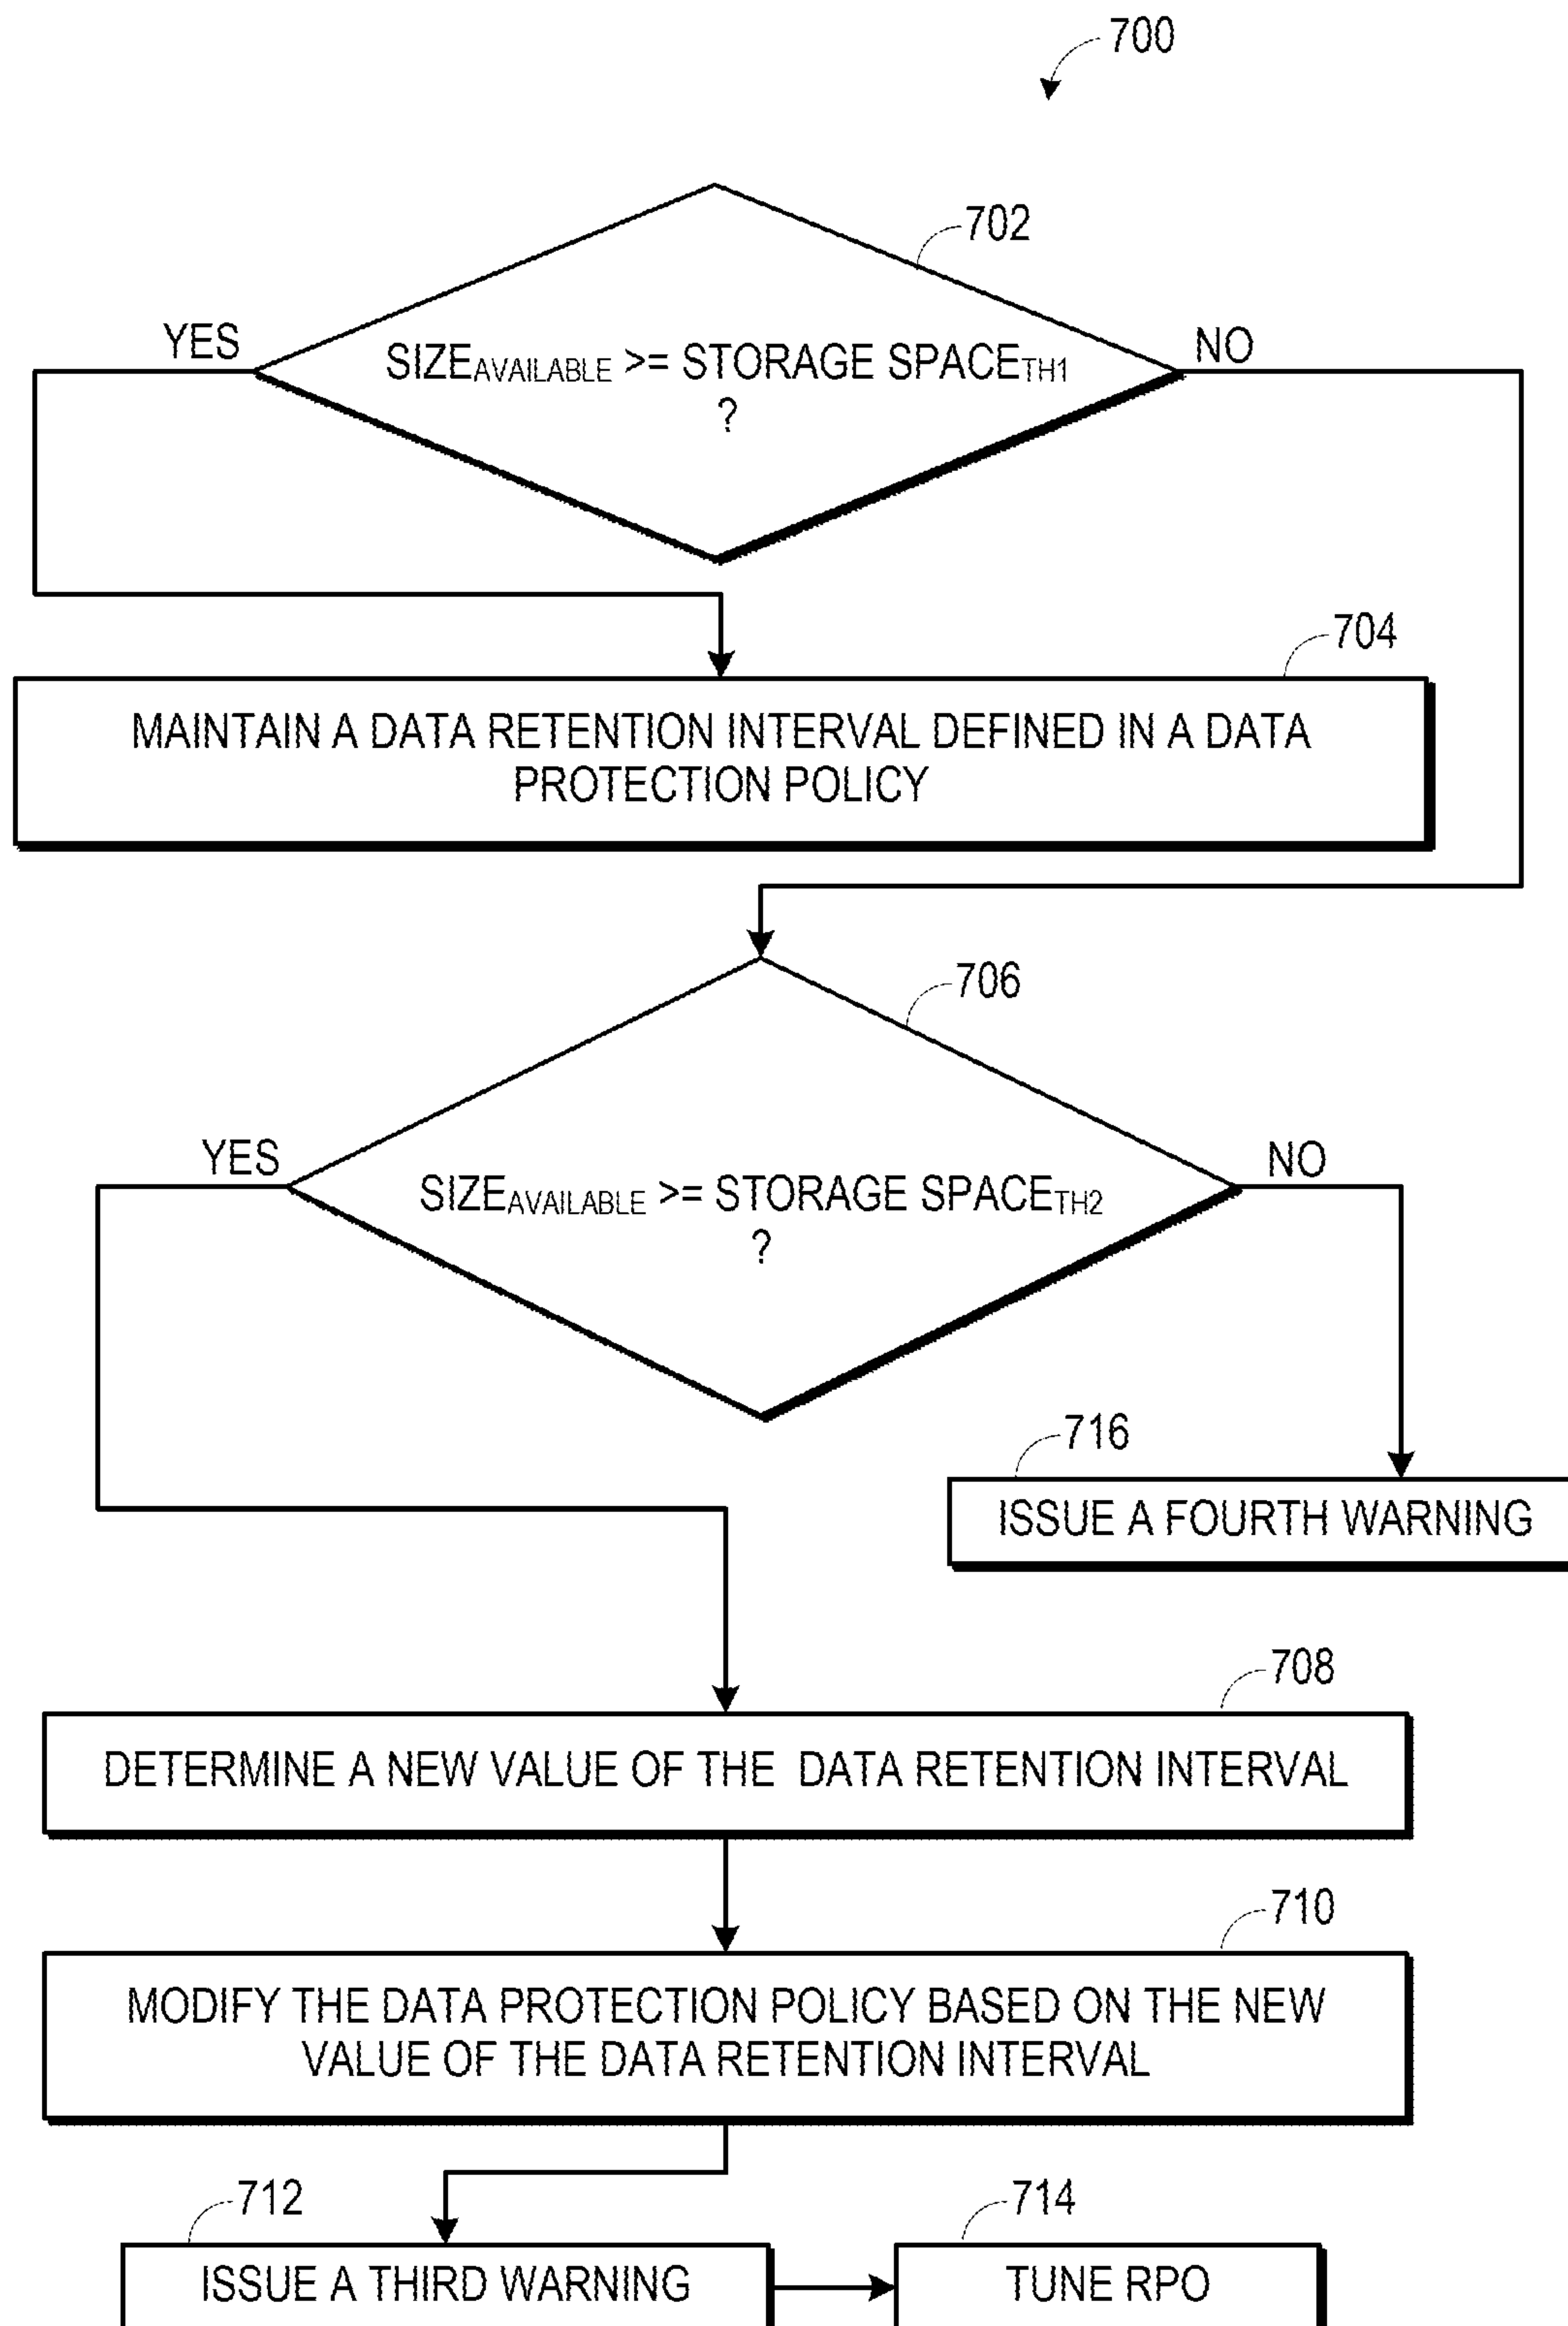 700
702
YES
NO
SIZEAVAILABLE >= STORAGE SPACETH1
?
704
MAINTAIN A DATA RETENTION INTERVAL DEFINED IN A DATA
PROTECTION POLICY
706
YES
NO
SIZEAVAILABLE >= STORAGE SPACETH2
?
716
ISSUE A FOURTH WARNING
708
DETERMINE A NEW VALUE OF THE DATA RETENTION INTERVAL
710
MODIFY THE DATA PROTECTION POLICY BASED ON THE NEW
VALUE OF THE DATA RETENTION INTERVAL
712
714
ISSUE A THIRD WARNING
TUNE RPO